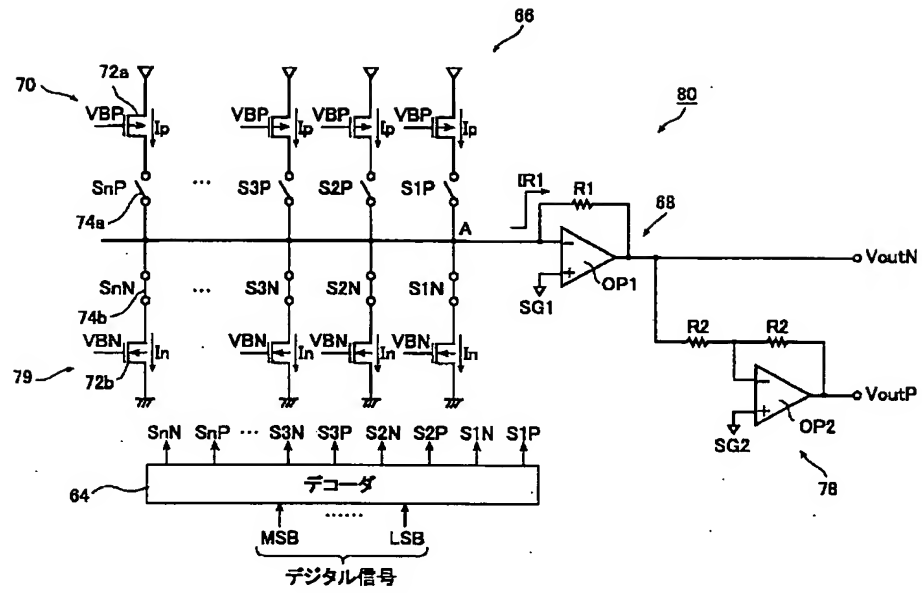 66
70
72a
80
VBP Ip VBP Ip VBP Ip VBP Ip
SnP ... S3P S2P S1P
IR1 R1
74a
A
68
- + OP1 VoutN
SG1
SnN ... S3N S2N S1N
74b
R2 R2
VBN In VBN In VBN In VBN In
79
72b
- + OP2 VoutP
SG2
78
SnN SnP ... S3N S3P S2N S2P S1N S1P
64
デコーダ
......
MSB LSB
デジタル信号